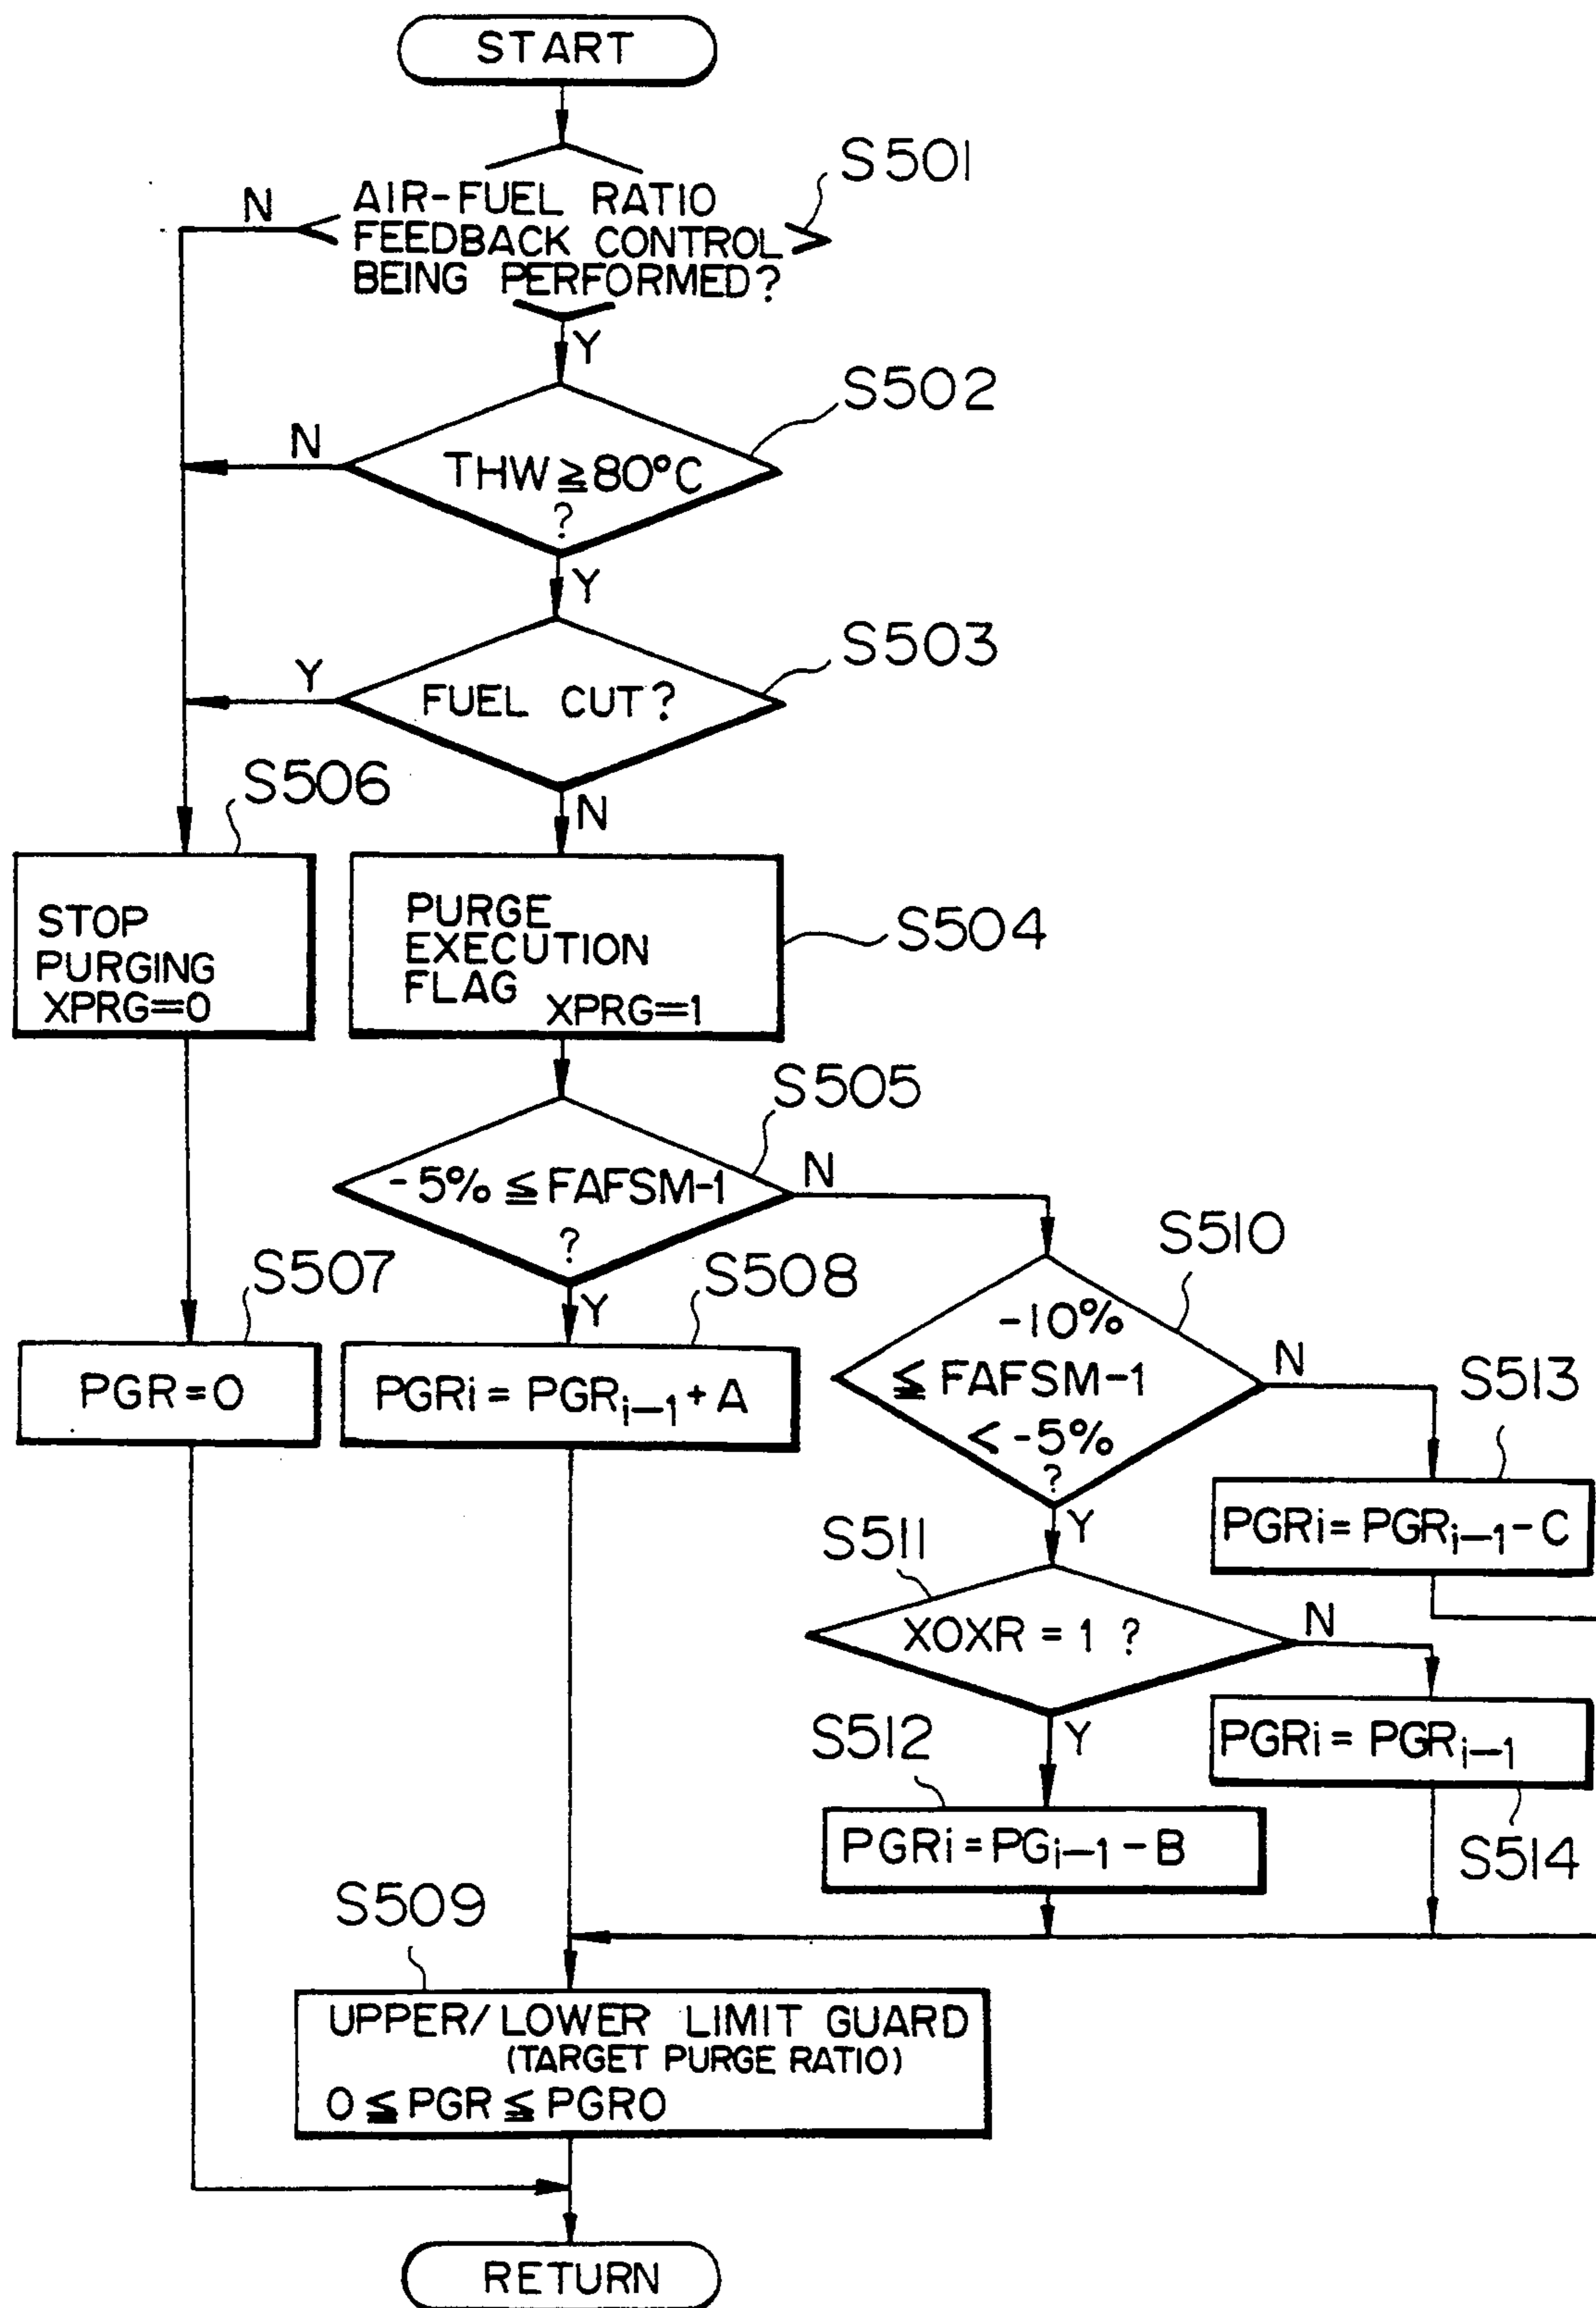 START
S501
AIR-FUEL RATIO
FEEDBACK CONTROL
BEING PERFORMED?
N
Y
S502
THW≧80°C
?
N
Y
S503
FUEL CUT?
Y
N
S506
STOP
PURGING
XPRG=0
S504
PURGE
EXECUTION
FLAG XPRG=1
S505
-5% ≦ FAFSM-1
?
N
Y
S507
PGR=0
S508
PGRi = PGRi-1 + A
S510
-10%
≦ FAFSM-1
< -5%
?
N
Y
S513
PGRi = PGRi-1 - C
S511
XOXR = 1 ?
N
Y
S512
PGRi = PGi-1 - B
PGRi = PGRi-1
S514
S509
UPPER/LOWER LIMIT GUARD
(TARGET PURGE RATIO)
0 ≦ PGR ≦ PGRO
RETURN